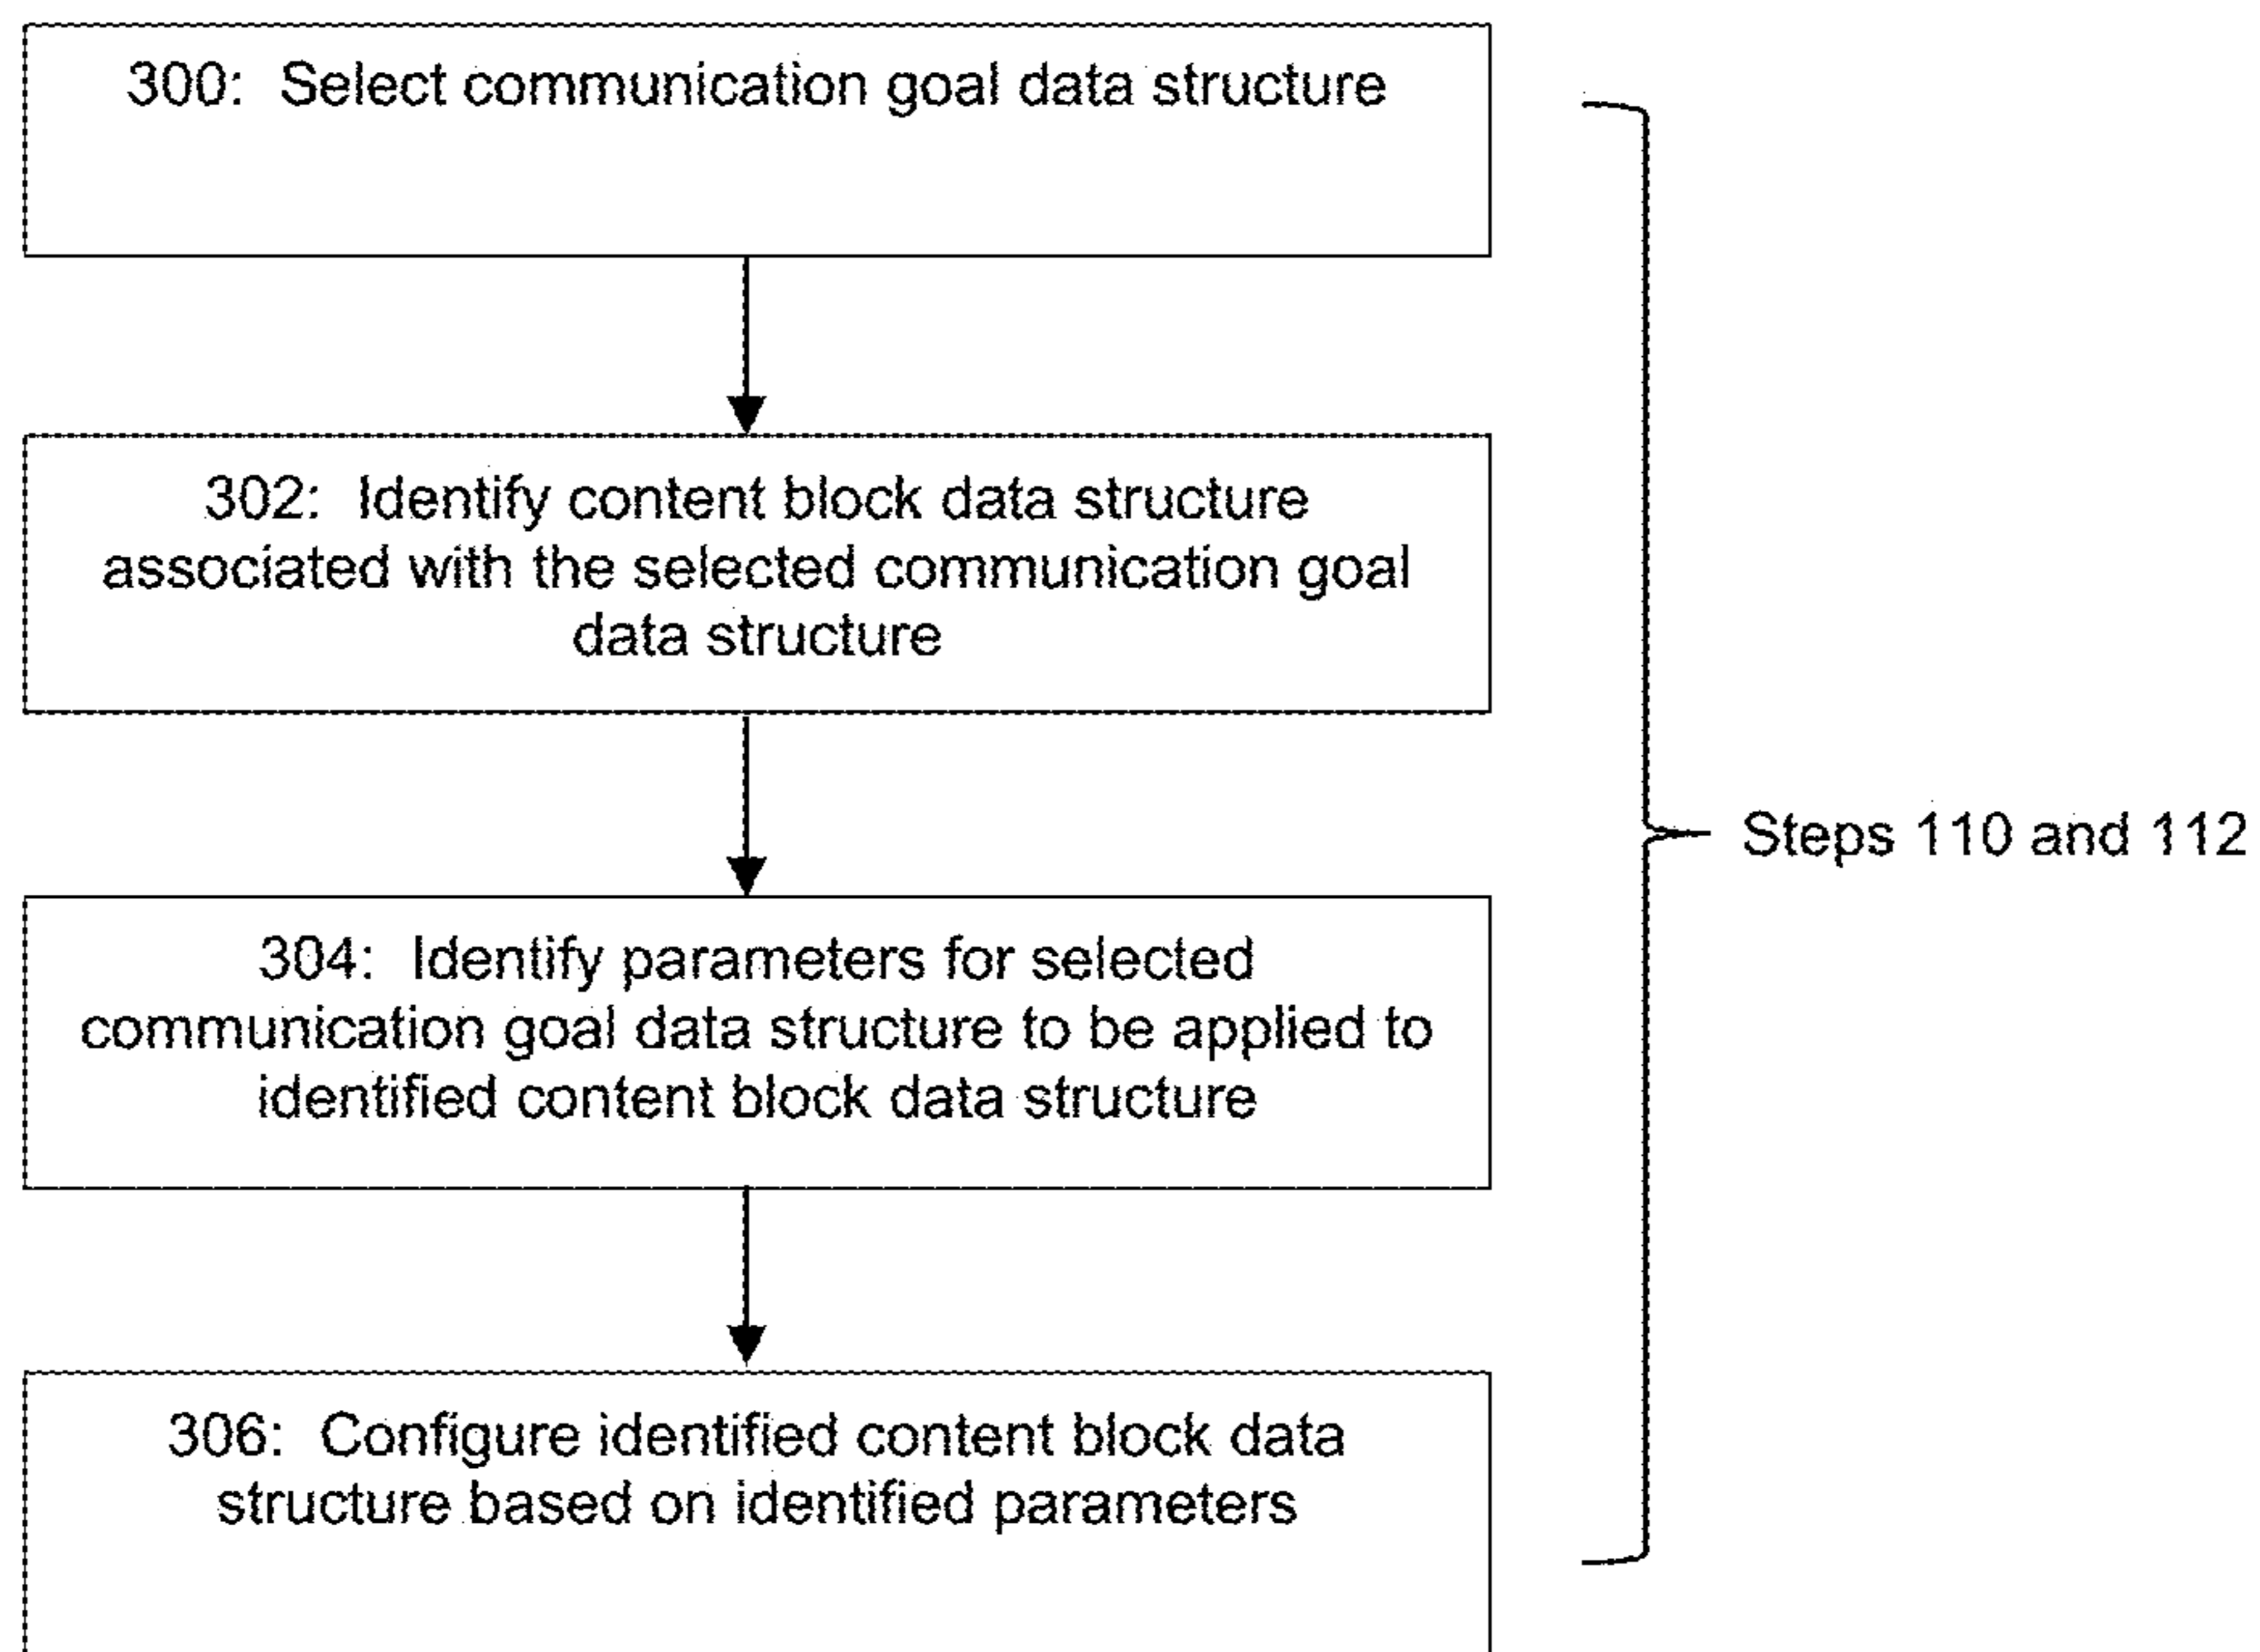 300: Select communication goal data structure
302: Identify content block data structure
associated with the selected communication goal
data structure
304: Identify parameters for selected
communication goal data structure to be applied to
identified content block data structure
306: Configure identified content block data
structure based on identified parameters
Steps 110 and 112